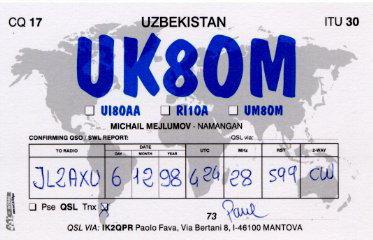 CQ 17 UZBEKISTAN ITU 30
UK8OM
UI8OAA RI1OA UM8OM
MICHAIL MEJLUMOV - NAMANGAN
CONFIRMING QSO / SWL REPORT: QSL via:
TO RADIO DATE UTC MHz RST 2-WAY
DAY MONTH YEAR
JL2AXU 6 12 98 424 28 599 CW
Pse QSL Tnx
73 Paul
QSL VIA: IK2QPR Paolo Fava, Via Bertani 8, I-46100 MANTOVA